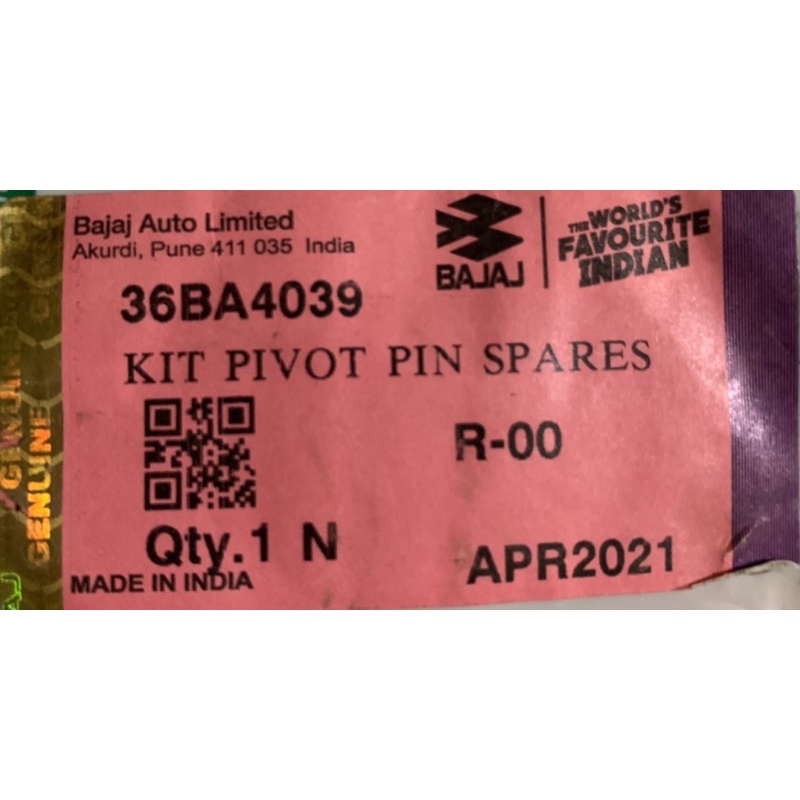 Bajaj Auto Limited
Akurdi, Pune 411 035 India
BAJAJ
THE WORLD'S
FAVOURITE
INDIAN
36BA4039
KIT PIVOT PIN SPARES
R-00
Qty.1 N
APR2021
MADE IN INDIA
GENUINE
GENUINE